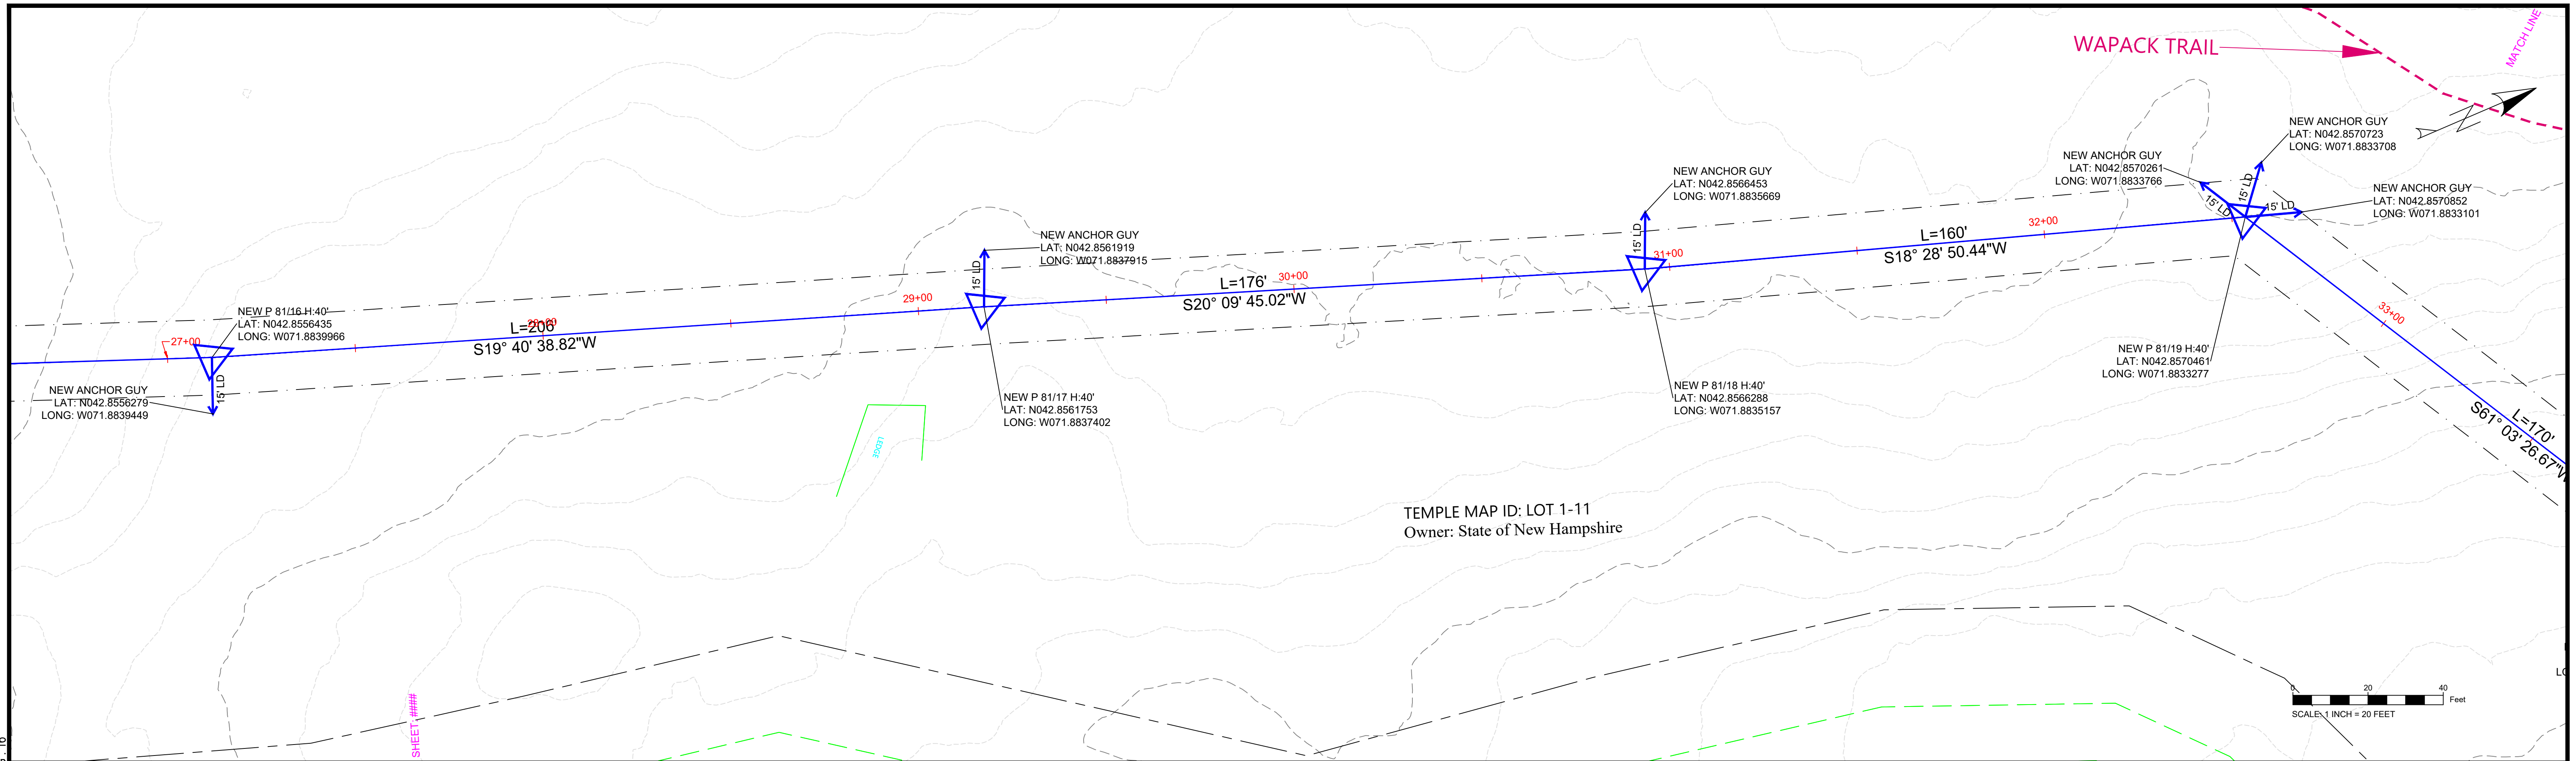 WAPACK TRAIL
MATCH LINE
NEW ANCHOR GUY
LAT: N042.8570723
LONG: W071.8833708
NEW ANCHOR GUY
LAT: N042.8570261
LONG: W071.8833766
NEW ANCHOR GUY
LAT: N042.8570852
LONG: W071.8833101
NEW ANCHOR GUY
LAT: N042.8566453
LONG: W071.8835669
NEW ANCHOR GUY
LAT: N042.8561919
LONG: W071.8837915
15' LD
15' LD
15' LD
15' LD
15' LD
15' LD
N
27+00
28+00
29+00
30+00
31+00
32+00
33+00
NEW P 81/16 H:40'
LAT: N042.8556435
LONG: W071.8839966
L=206'
S19° 40' 38.82"W
L=176'
S20° 09' 45.02"W
L=160'
S18° 28' 50.44"W
L=170'
S61° 03' 26.67"W
NEW ANCHOR GUY
LAT: N042.8556279
LONG: W071.8839449
NEW P 81/17 H:40'
LAT: N042.8561753
LONG: W071.8837402
NEW P 81/18 H:40'
LAT: N042.8566288
LONG: W071.8835157
NEW P 81/19 H:40'
LAT: N042.8570461
LONG: W071.8833277
LEDGE
TEMPLE MAP ID: LOT 1-11
Owner: State of New Hampshire
SHEET: ####
0 20 40
Feet
SCALE: 1 INCH = 20 FEET